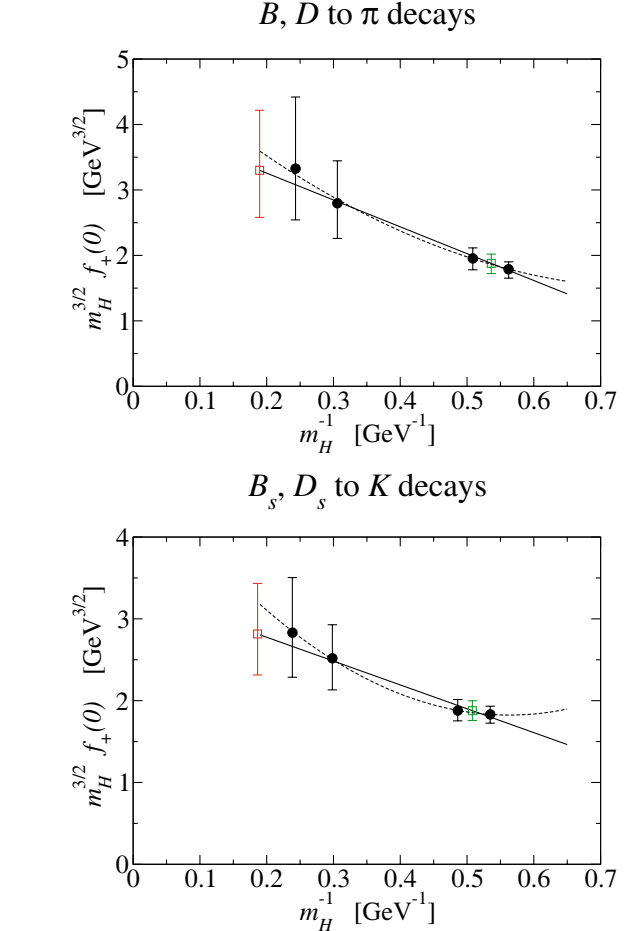 B, D to π decays
5
4
3
2
1
0
m_H^{3/2} f_+(0) [GeV^{3/2}]
0 0.1 0.2 0.3 0.4 0.5 0.6 0.7
m_H^{-1} [GeV^{-1}]
B_s, D_s to K decays
4
3
2
1
0
m_H^{3/2} f_+(0) [GeV^{3/2}]
0 0.1 0.2 0.3 0.4 0.5 0.6 0.7
m_H^{-1} [GeV^{-1}]